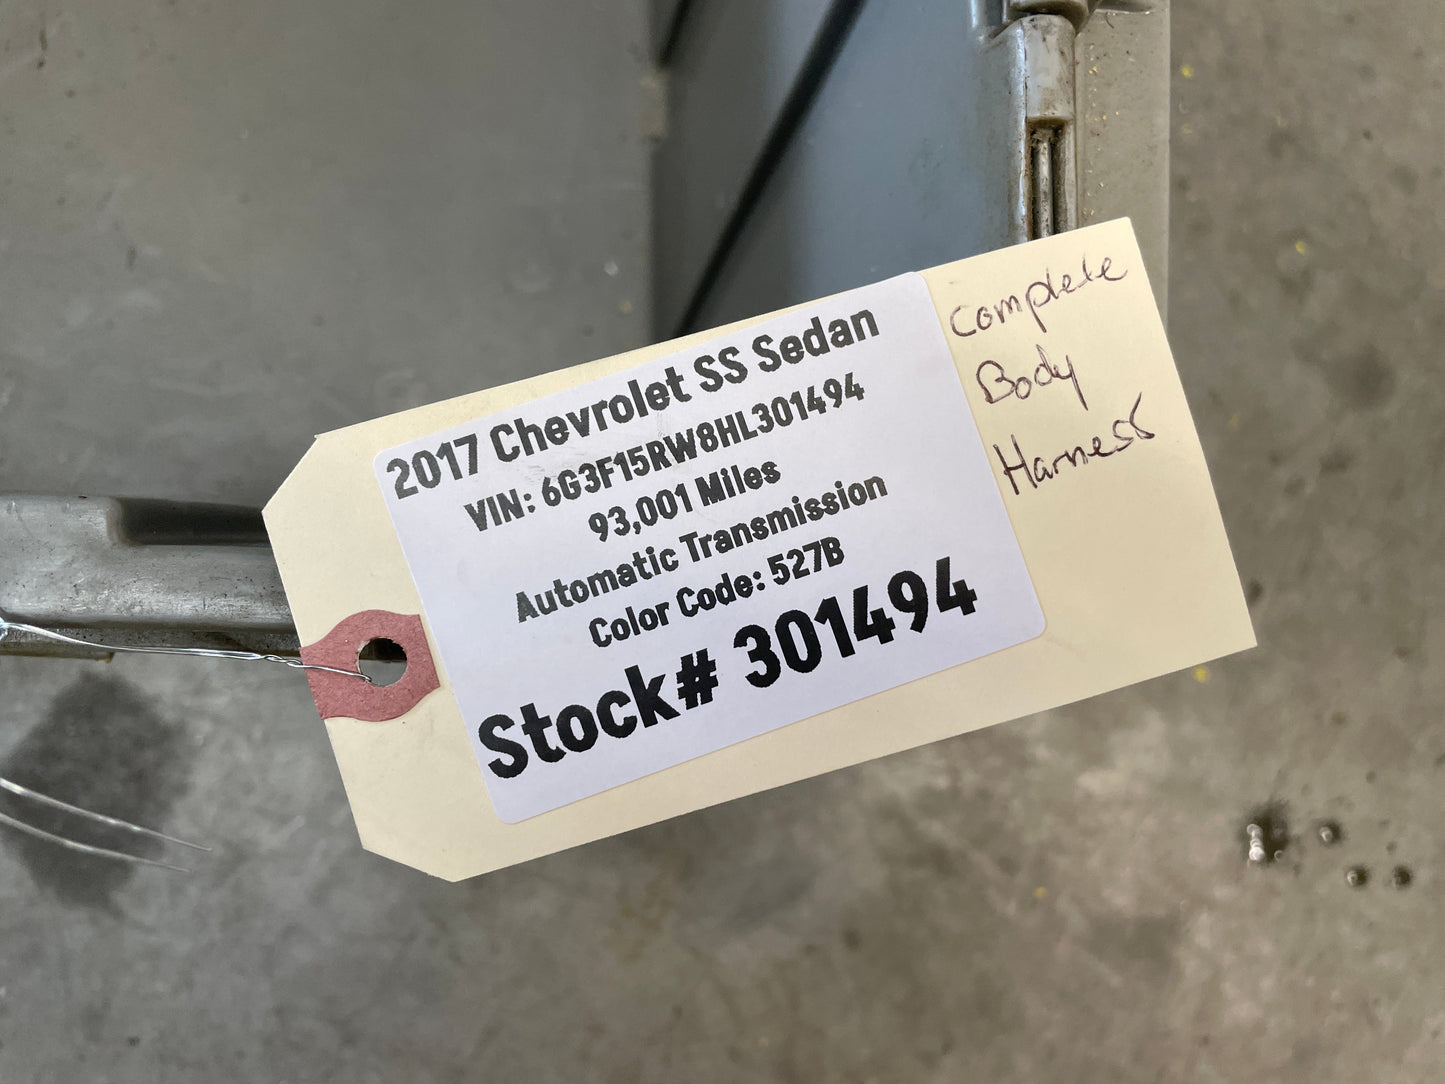 2017 Chevrolet SS Sedan
VIN: 6G3F15RW8HL301494
93,001 Miles
Automatic Transmission
Color Code: 527B
Stock# 301494
Complete
Body
Harness